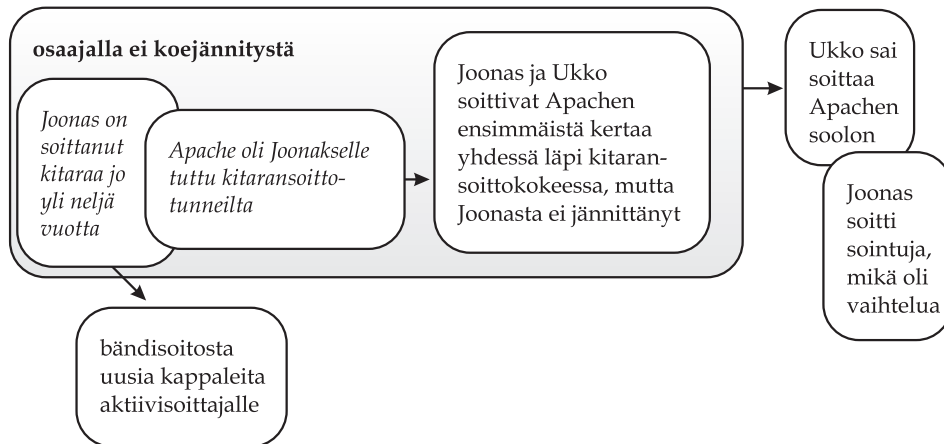 osaajalla ei koejännitystä
Joonas on
soittanut
kitaraa jo
yli neljä
vuotta
Apache oli Joonakselle
tuttu kitaransoitto-
tunneilta
Joonas ja Ukko
soittivat Apachen
ensimmäistä kertaa
yhdessä läpi kitaran-
soittokokeessa, mutta
Joonasta ei jännittänyt
Ukko sai
soittaa
Apachen
soolon
Joonas
soitti
sointuja,
mikä oli
vaihtelua
bändisoitosta
uusia kappaleita
aktiivisoittajalle